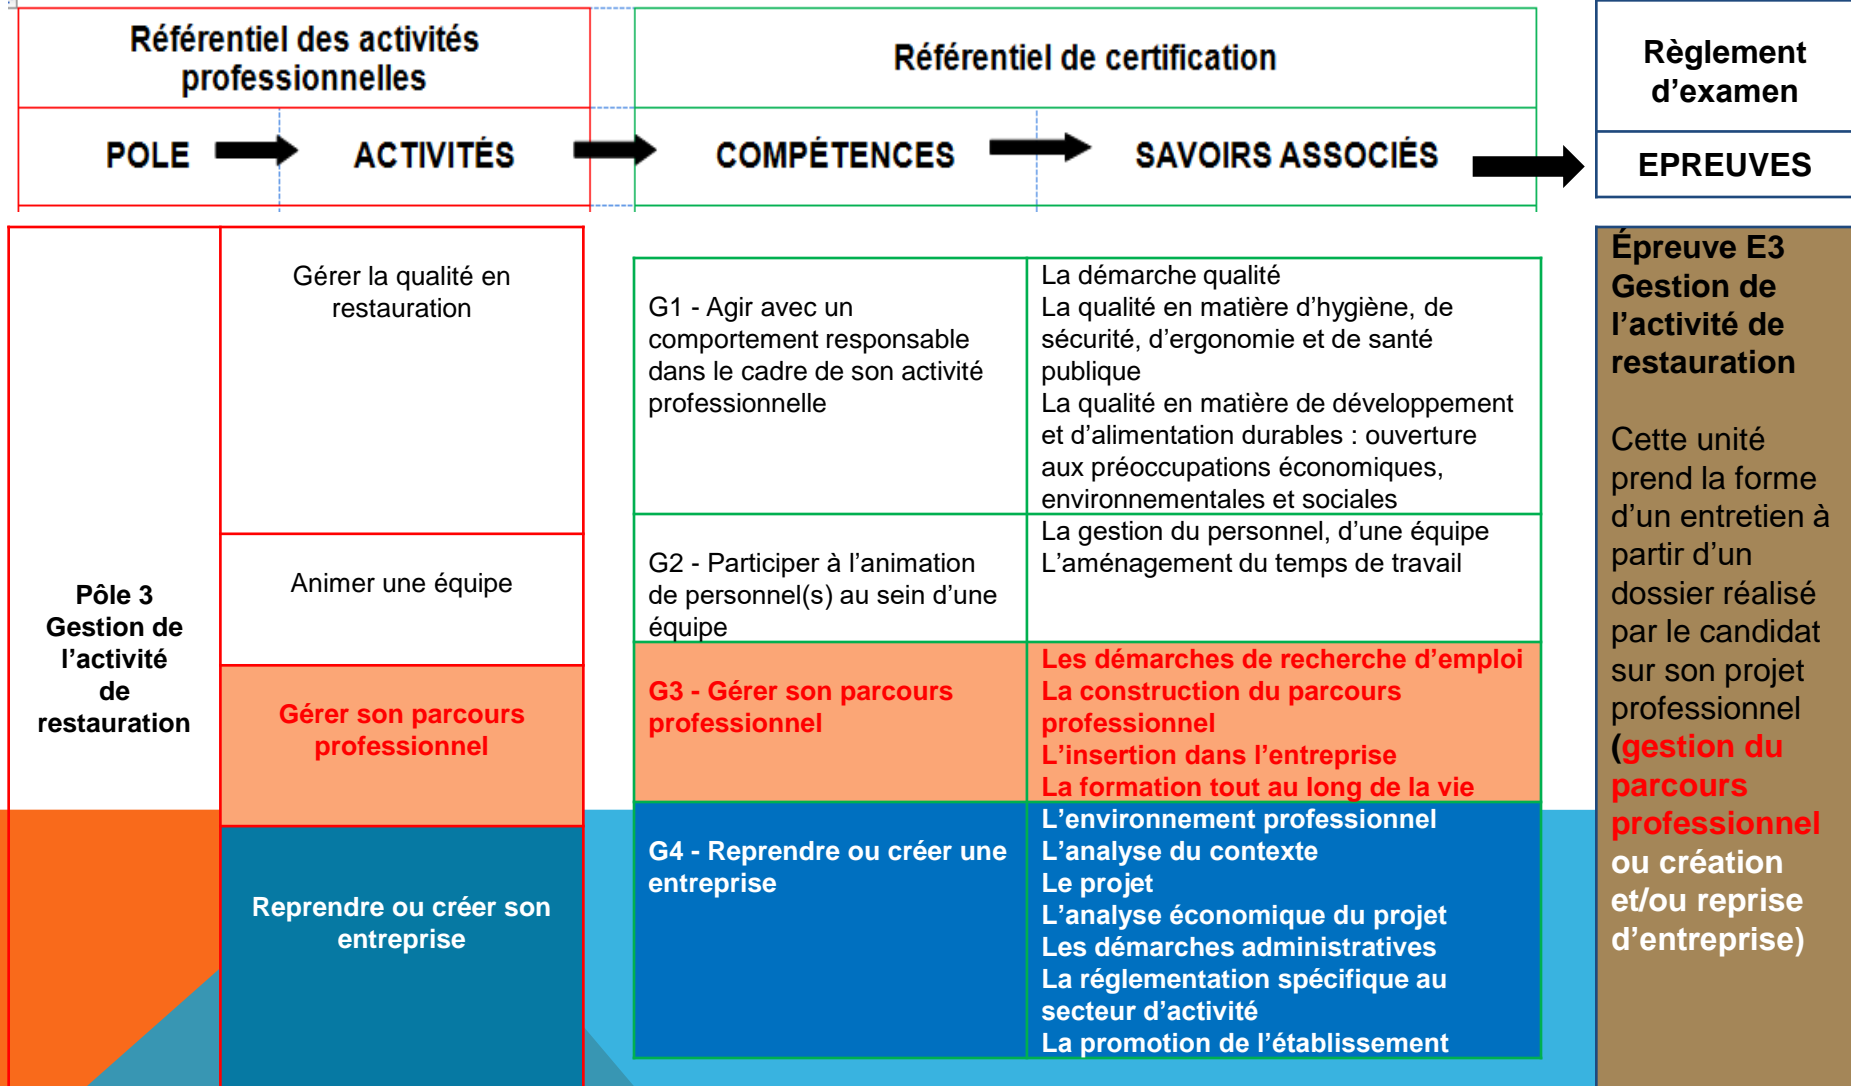 Référentiel des activités
professionnelles
Référentiel de certification
Règlement
d’examen
POLE
ACTIVITÉS
COMPÉTENCES
SAVOIRS ASSOCIÉS
EPREUVES
Pôle 3
Gestion de
l’activité
de
restauration
Gérer la qualité en
restauration
G1 - Agir avec un
comportement responsable
dans le cadre de son activité
professionnelle
La démarche qualité
La qualité en matière d’hygiène, de
sécurité, d’ergonomie et de santé
publique
La qualité en matière de développement
et d’alimentation durables : ouverture
aux préoccupations économiques,
environnementales et sociales
Animer une équipe
G2 - Participer à l’animation
de personnel(s) au sein d’une
équipe
La gestion du personnel, d’une équipe
L’aménagement du temps de travail
Gérer son parcours
professionnel
G3 - Gérer son parcours
professionnel
Les démarches de recherche d’emploi
La construction du parcours
professionnel
L’insertion dans l’entreprise
La formation tout au long de la vie
Reprendre ou créer son
entreprise
G4 - Reprendre ou créer une
entreprise
L’environnement professionnel
L’analyse du contexte
Le projet
L’analyse économique du projet
Les démarches administratives
La réglementation spécifique au
secteur d’activité
La promotion de l’établissement
Épreuve E3
Gestion de
l’activité de
restauration
Cette unité
prend la forme
d’un entretien à
partir d’un
dossier réalisé
par le candidat
sur son projet
professionnel
(gestion du
parcours
professionnel
ou création
et/ou reprise
d’entreprise)